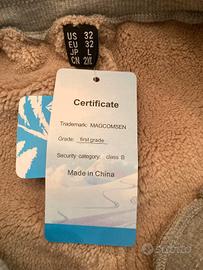 US 32
EU 32
JP L
CN 2XL
Certificate
Trademark: MAGCOMSEN
Grade: first grade
Security category: class B
Made in China
Subito